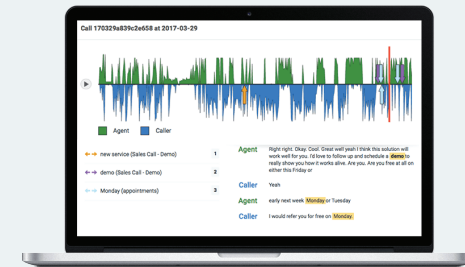 Call 170329a839c2e658 at 2017-03-29
Agent
Caller
new service (Sales Call - Demo) 1
demo (Sales Call - Demo) 2
Monday (appointments) 3
Agent Right right. Okay. Cool. Great well yeah I think this solution will
work well for you. I'd love to follow up and schedule a demo to
really show you how it works alive. Are you. Are you free at all on
either this Friday or
Caller Yeah
Agent early next week Monday or Tuesday
Caller I would refer you for free on Monday.